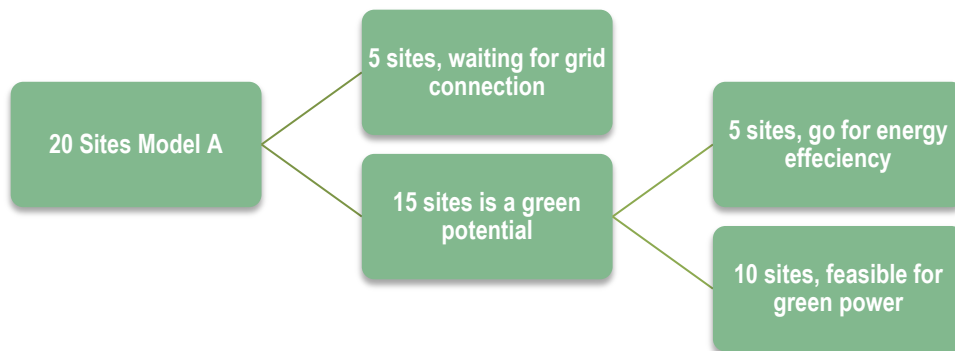 20 Sites Model A
5 sites, waiting for grid
connection
15 sites is a green
potential
5 sites, go for energy
effeciency
10 sites, feasible for
green power